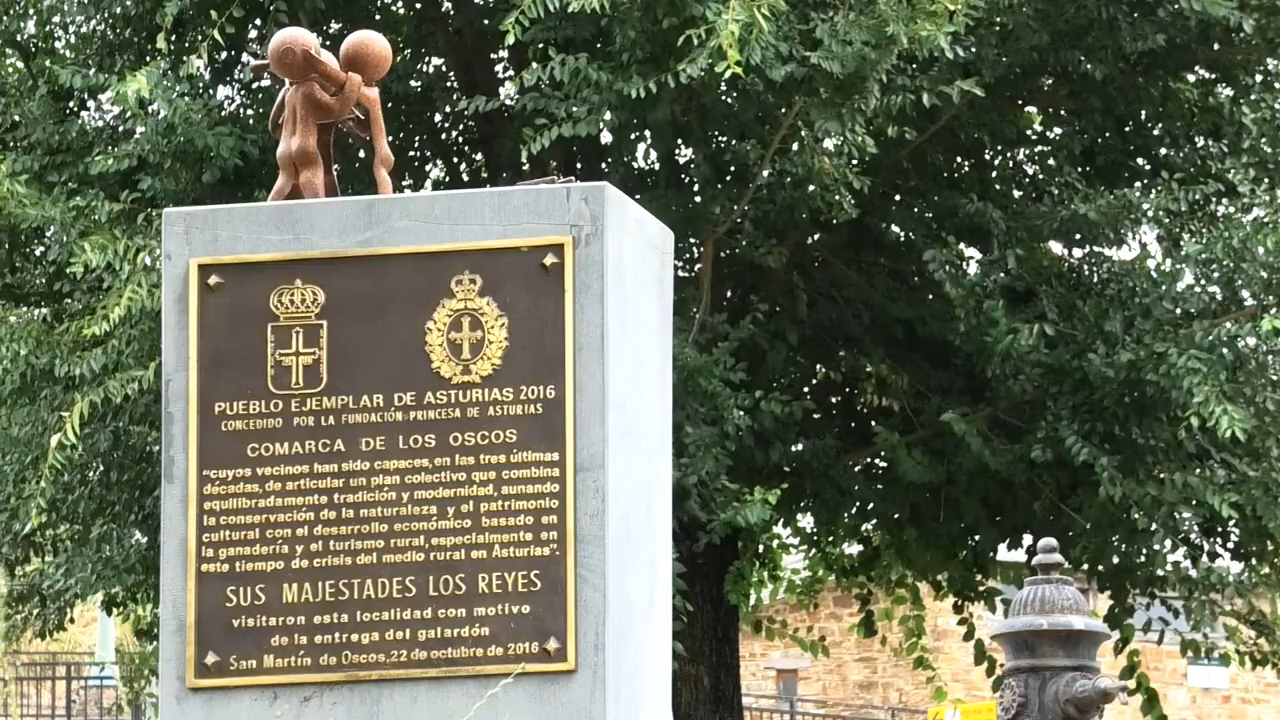 PUEBLO EJEMPLAR DE ASTURIAS 2016
CONCEDIDO POR LA FUNDACIÓN PRINCESA DE ASTURIAS
COMARCA DE LOS OSCOS
“cuyos vecinos han sido capaces, en las tres últimas
décadas, de articular un plan colectivo que combina
equilibradamente tradición y modernidad, aunando
la conservación de la naturaleza y el patrimonio
cultural con el desarrollo económico basado en
la ganadería y el turismo rural, especialmente en
este tiempo de crisis del medio rural en Asturias”.
SUS MAJESTADES LOS REYES
visitaron esta localidad con motivo
de la entrega del galardón
San Martín de Oscos, 22 de octubre de 2016